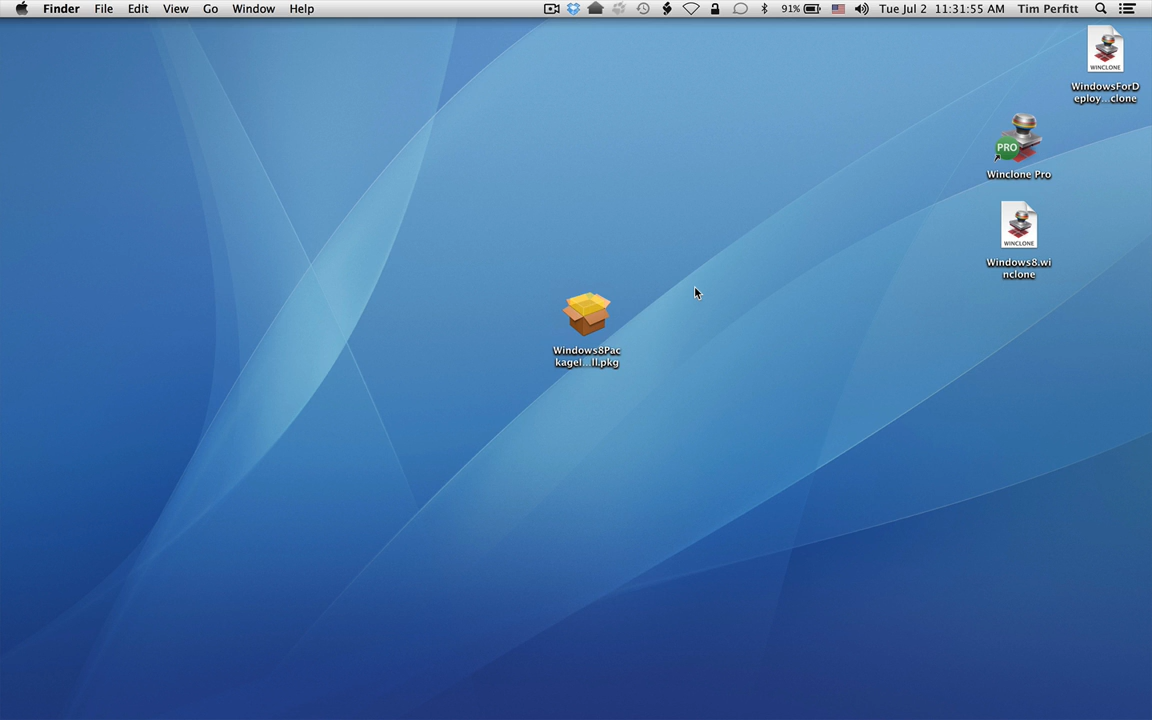 Finder File Edit View Go Window Help 91% Tue Jul 2 11:31:55 AM Tim Perfitt
WINCLONE
WindowsForD
eploy...clone
PRO
Winclone Pro
WINCLONE
Windows8.wi
nclone
Windows8Pac
kageI...ll.pkg